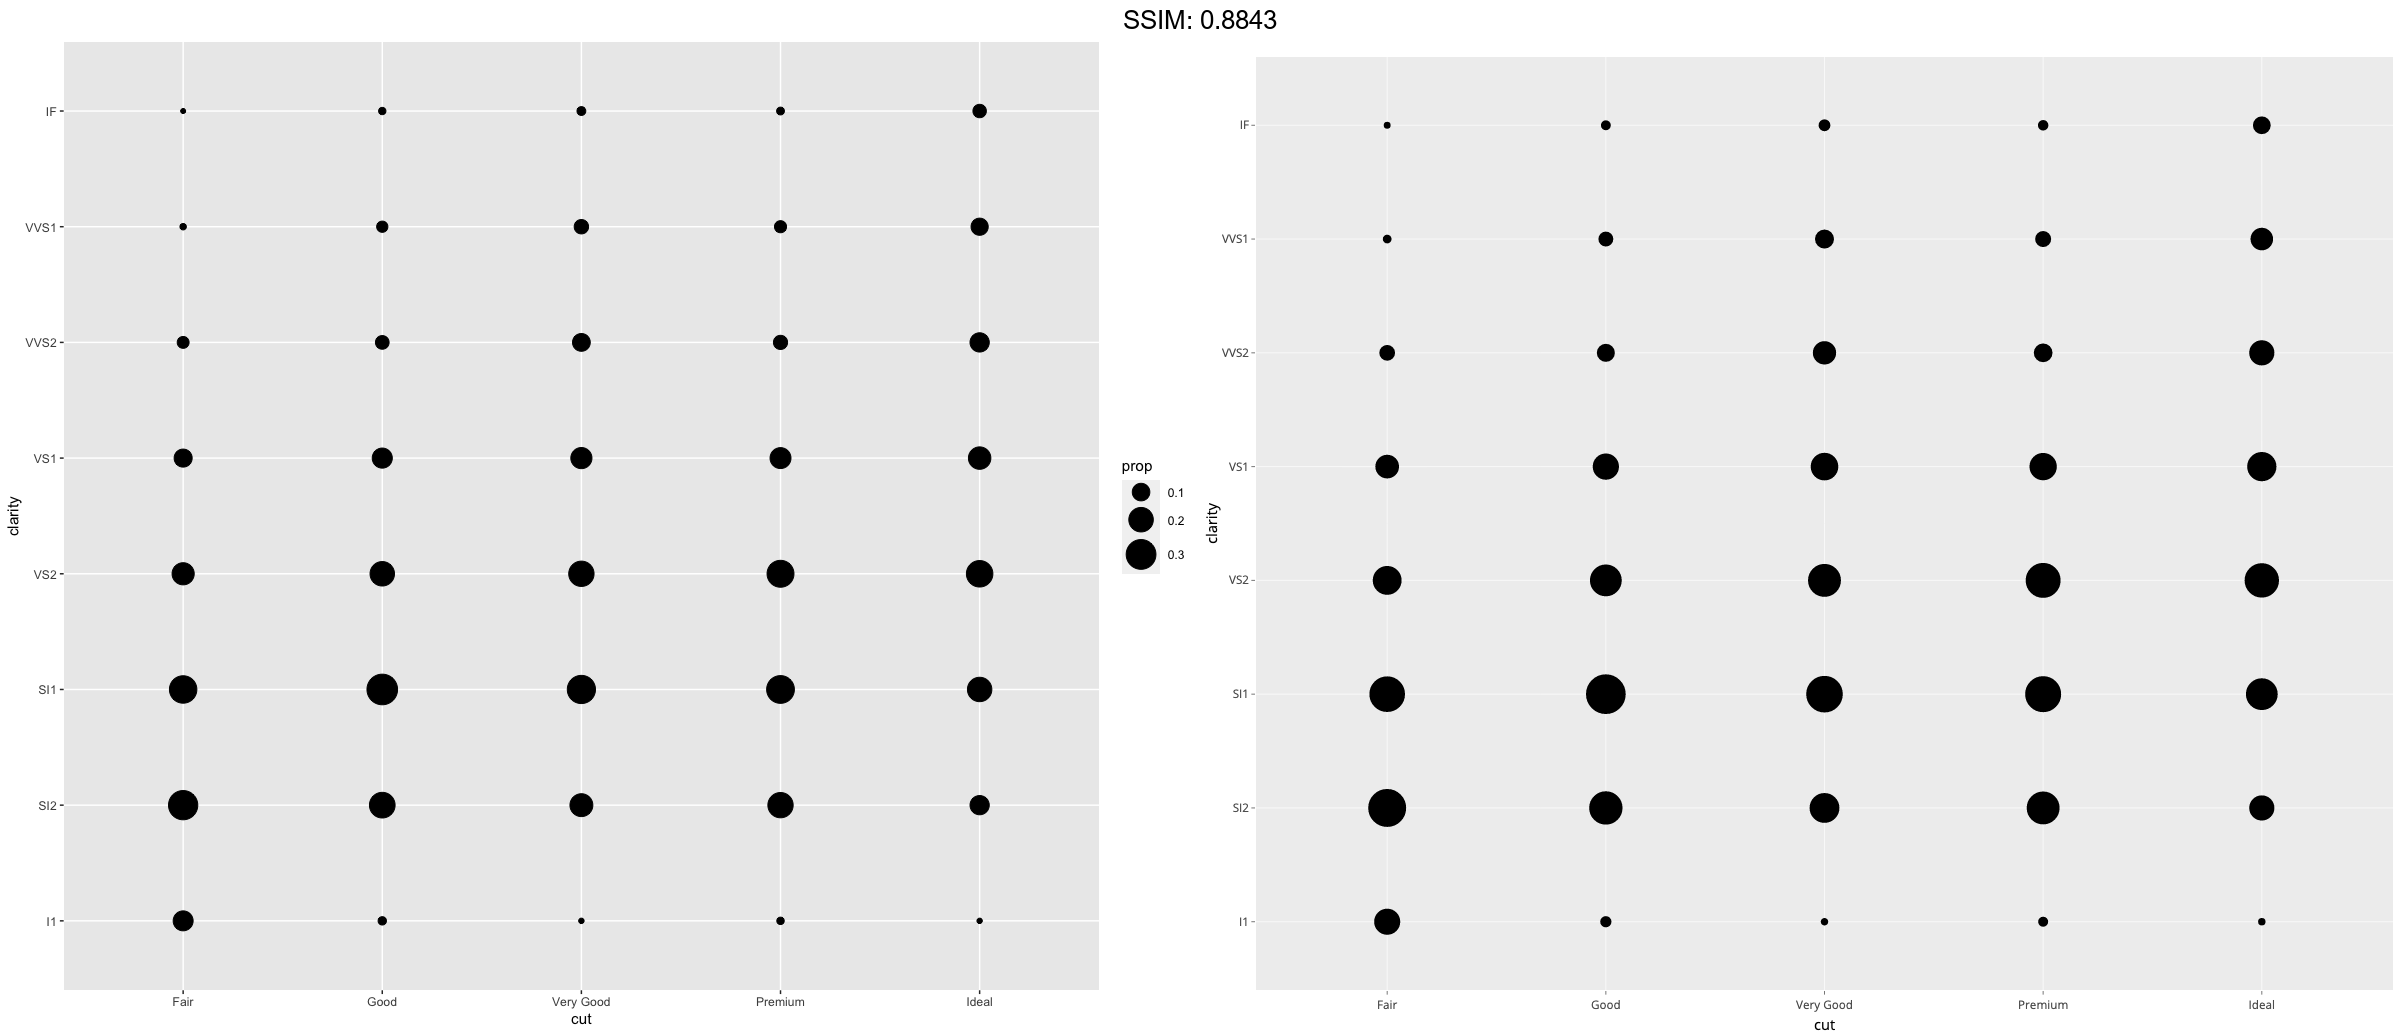 SSIM: 0.8843
IF
VVS1
VVS2
VS1
VS2
SI1
SI2
I1
clarity
Fair
Good
Very Good
Premium
Ideal
cut
prop
0.1
0.2
0.3
IF
VVS1
VVS2
VS1
VS2
SI1
SI2
I1
clarity
Fair
Good
Very Good
Premium
Ideal
cut